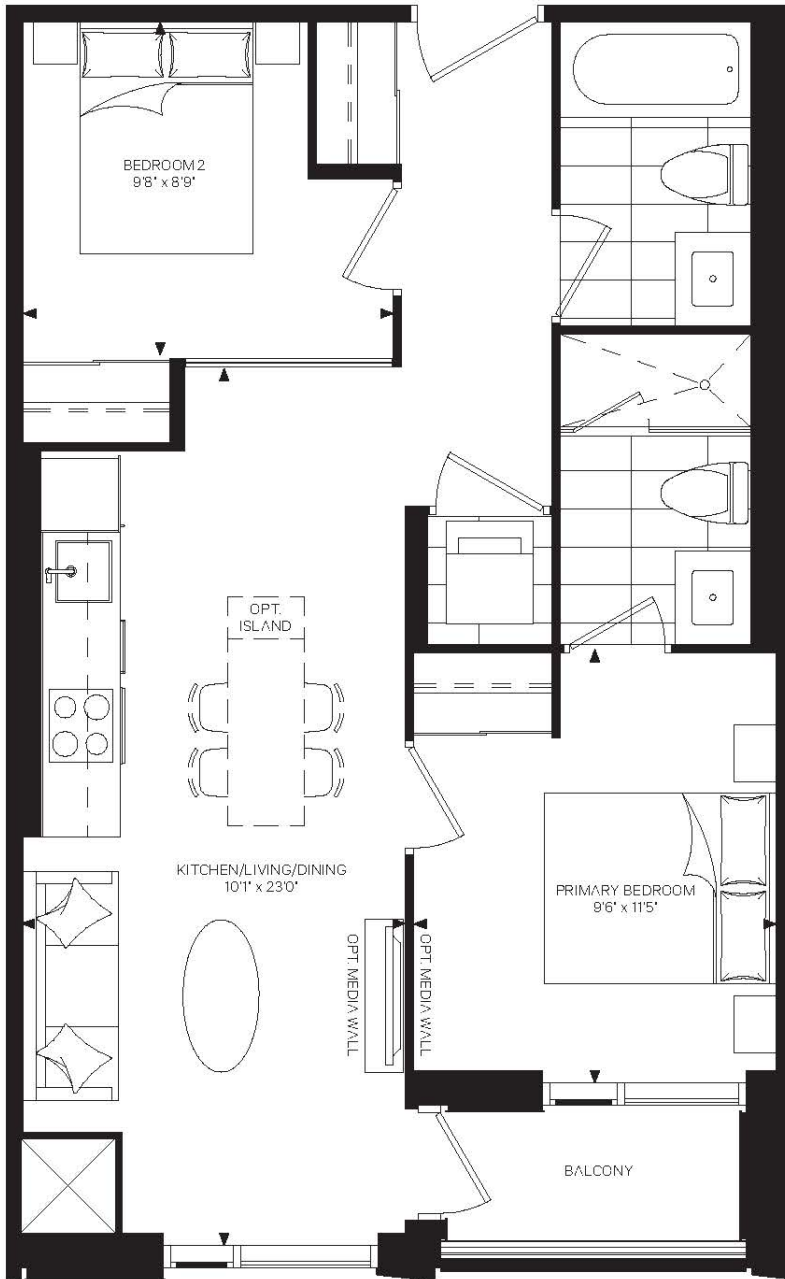 BEDROOM 2
9'8" x 8'9"
OPT.
ISLAND
KITCHEN/LIVING/DINING
10'1" x 23'0"
OPT. MEDIA WALL
OPT. MEDIA WALL
PRIMARY BEDROOM
9'6" x 11'5"
BALCONY